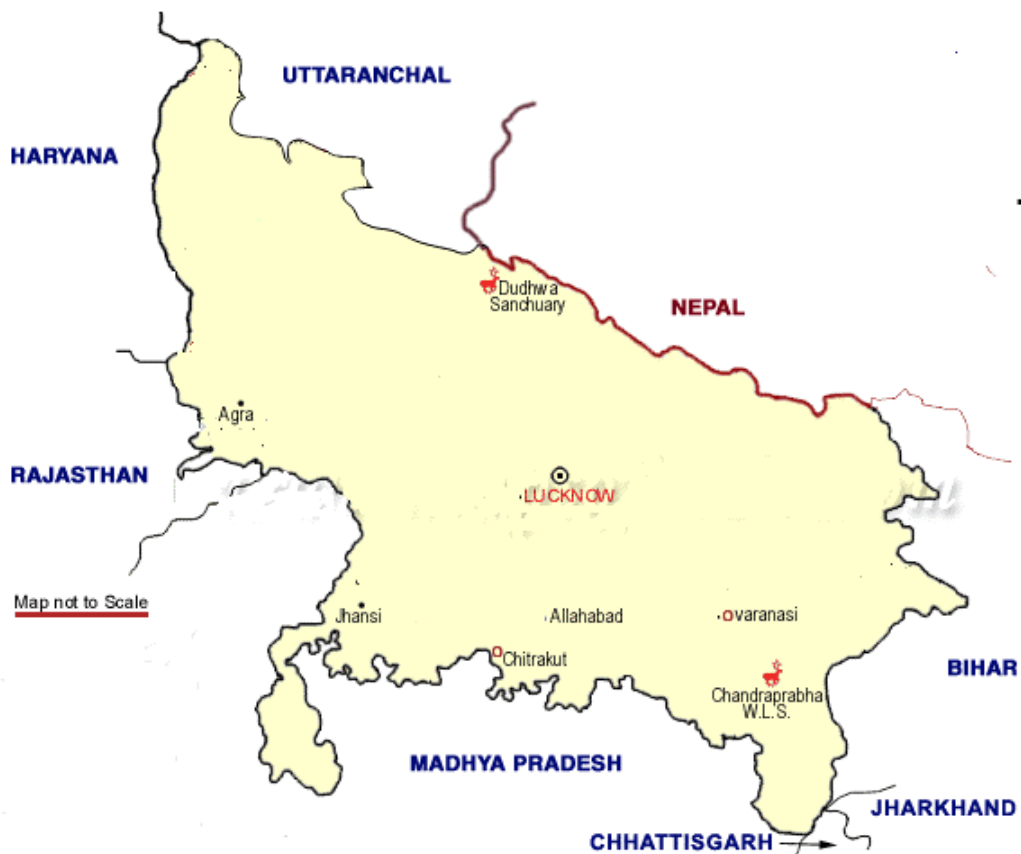 UTTARANCHAL
HARYANA
Dudhwa
Sanchuary
NEPAL
Agra
RAJASTHAN
LUCKNOW
Map not to Scale
Jhansi
Allahabad
varanasi
Chitrakut
BIHAR
Chandraprabha
W.L.S.
MADHYA PRADESH
JHARKHAND
CHHATTISGARH